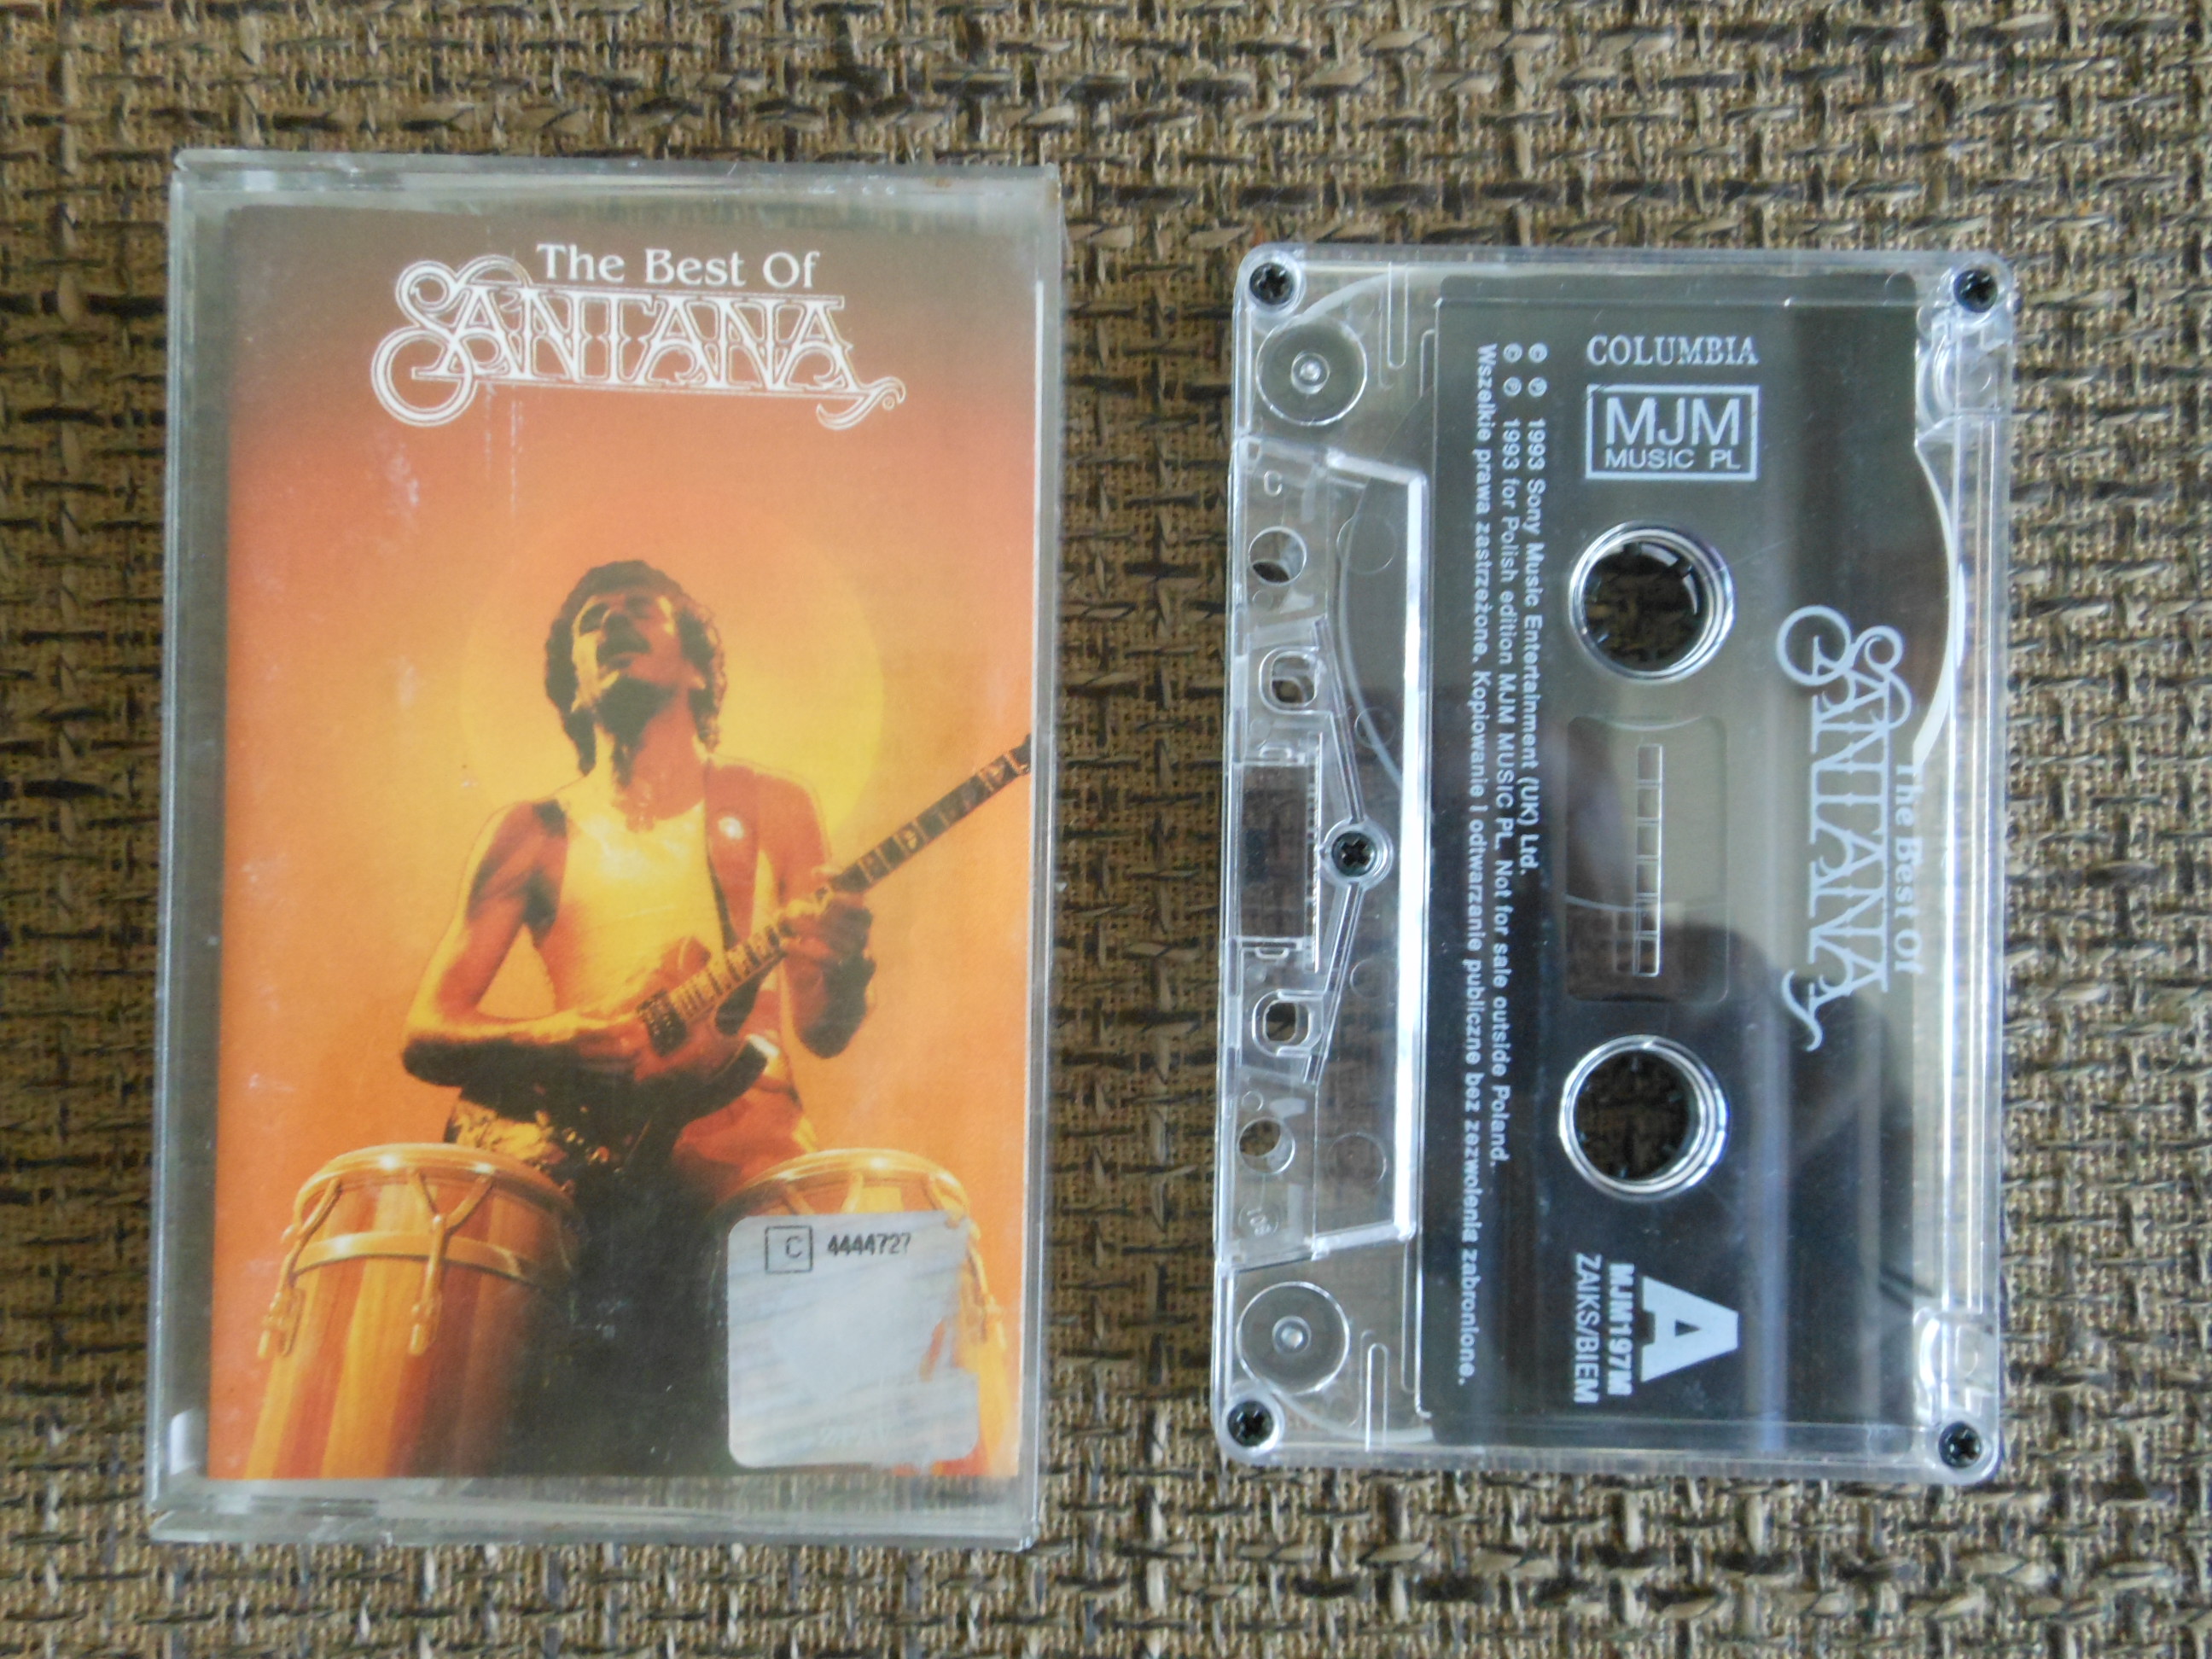 The Best Of
SANTANA
C 4444727
COLUMBIA
MJM
MUSIC PL
℗ © 1993 Sony Music Entertainment (UK) Ltd.
© ℗ 1993 for Polish edition MJM MUSIC PL. Not for sale outside Poland.
Wszelkie prawa zastrzeżone. Kopiowanie i odtwarzanie publiczne bez zezwolenia zabronione.
The Best Of
SANTANA
A
MJM197M
ZAIKS/BIEM